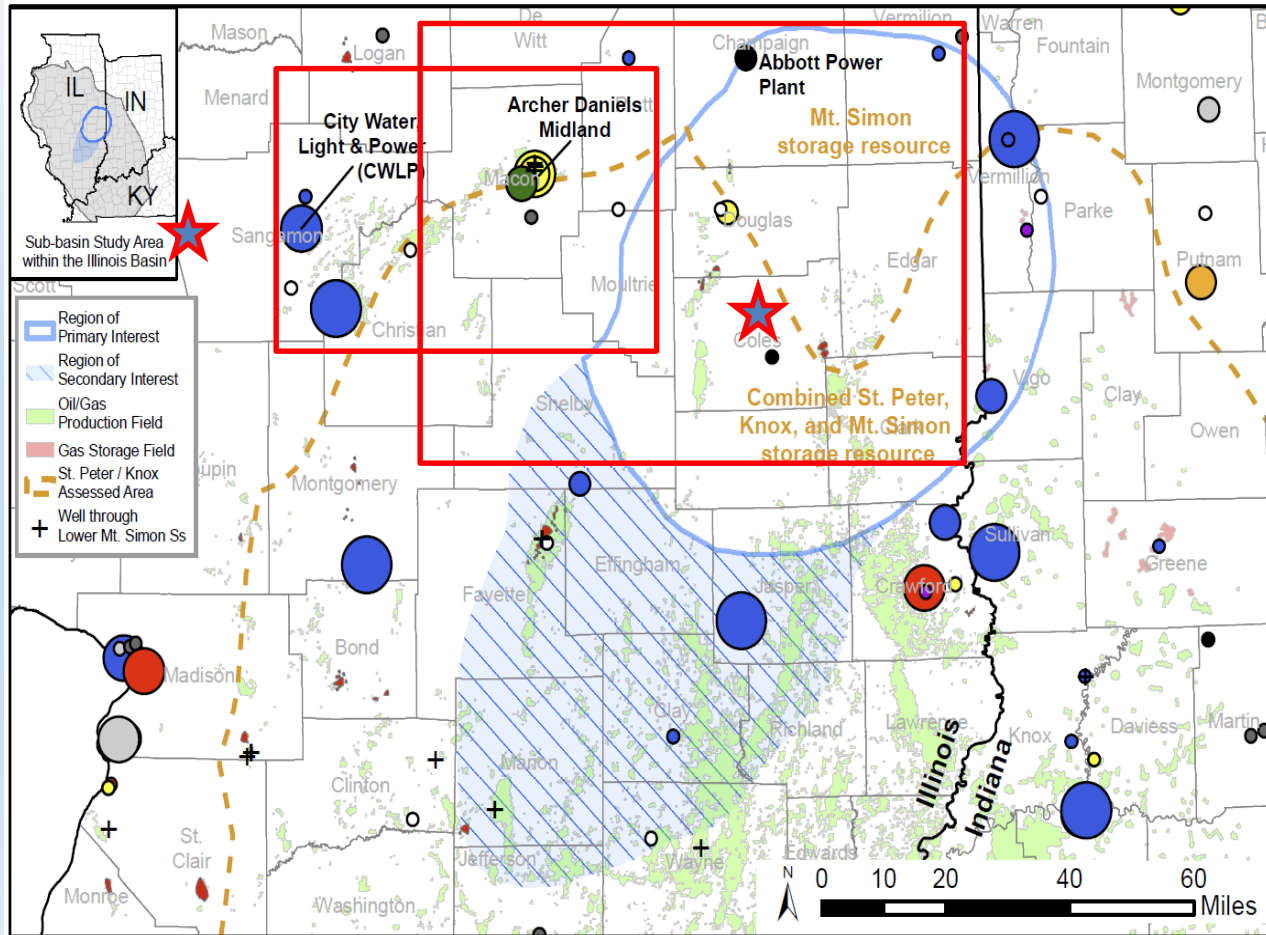 Mason
Logan
De
Witt
Champaign
Vermilion
Warren
Fountain
Montgomery
Menard
Abbott Power
Plant
IL
IN
KY
Sub-basin Study Area
within the Illinois Basin
City Water,
Light & Power
(CWLP)
Archer Daniels
Midland
Mt. Simon
storage resource
Macon
Vermillion
Parke
Putnam
Sangamon
Douglas
Edgar
Moultrie
Scott
Christian
Coles
Vigo
Clay
Owen
Region of
Primary Interest
Region of
Secondary Interest
Oil/Gas
Production Field
Gas Storage Field
St. Peter / Knox
Assessed Area
Well through
Lower Mt. Simon Ss
Shelby
Combined St. Peter,
Knox, and Mt. Simon
storage resource
Clark
oupin
Montgomery
Sullivan
Greene
Effingham
Jasper
Crawford
Fayette
Bond
Madison
Clay
Richland
Lawrence
Knox
Daviess
Martin
Illinois
Indiana
Marion
Clinton
St.
Clair
Jefferson
Wayne
Edwards
Monroe
Washington
N
0 10 20 40 60
Miles